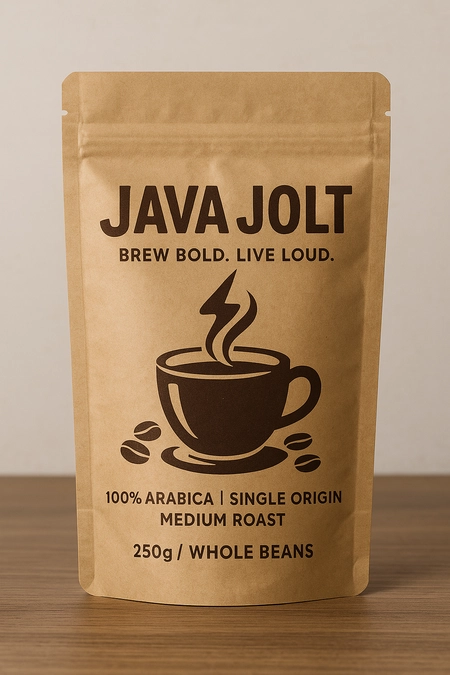 JAVA JOLT
BREW BOLD. LIVE LOUD.
100% ARABICA | SINGLE ORIGIN
MEDIUM ROAST
250g / WHOLE BEANS